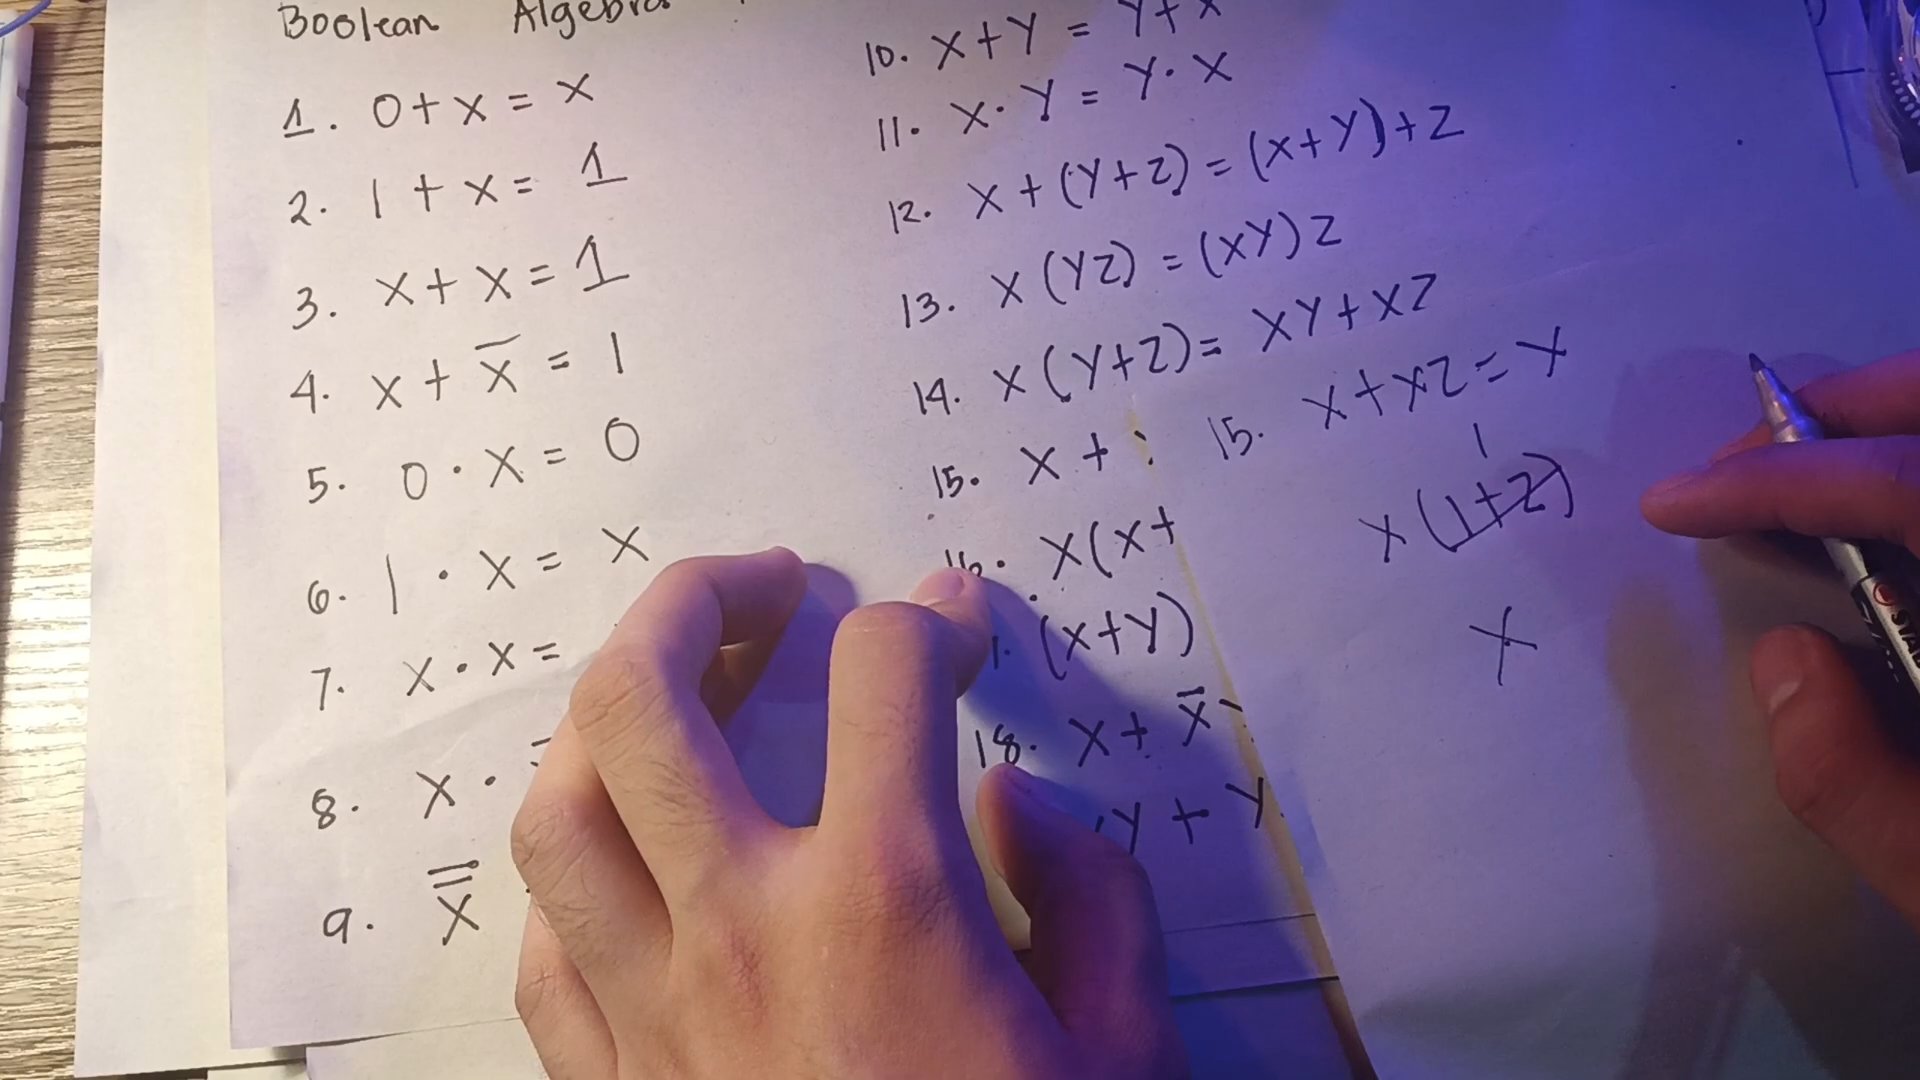 Boolean Algebra
1. 0 + x = x
2. 1 + x = 1
3. x + x = 1
4. x + x̅ = 1
5. 0 · x = 0
6. 1 · x = x
7. x · x =
8. x ·
9. x̿
10. x + y = y + x
11. x · y = y · x
12. x + (y + z) = (x + y) + z
13. x (yz) = (xy) z
14. x (y + z) = xy + xz
15. x +
16. x(x +
(x + y)
18. x + x̅
y + y
15. x + xz = x
1
x (1 + z)
x